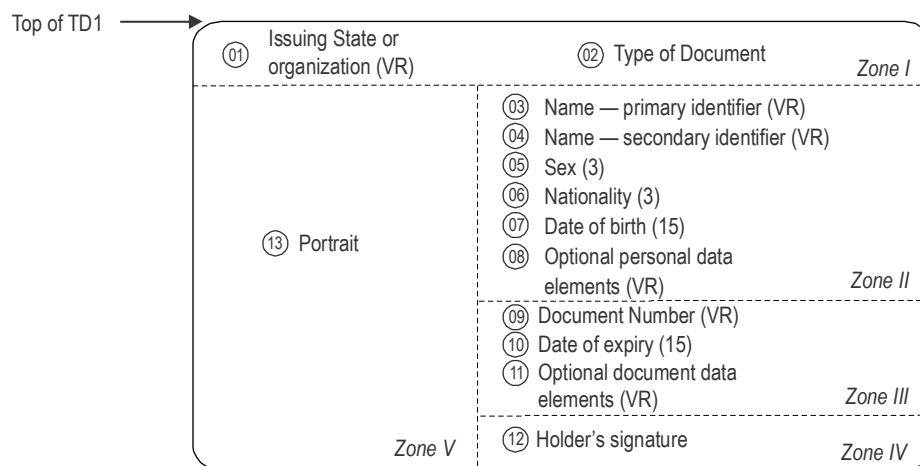 Top of TD1
01 Issuing State or
organization (VR)
02 Type of Document
Zone I
03 Name — primary identifier (VR)
04 Name — secondary identifier (VR)
05 Sex (3)
06 Nationality (3)
07 Date of birth (15)
08 Optional personal data
elements (VR)
Zone II
13 Portrait
Zone V
09 Document Number (VR)
10 Date of expiry (15)
11 Optional document data
elements (VR)
Zone III
12 Holder's signature
Zone IV